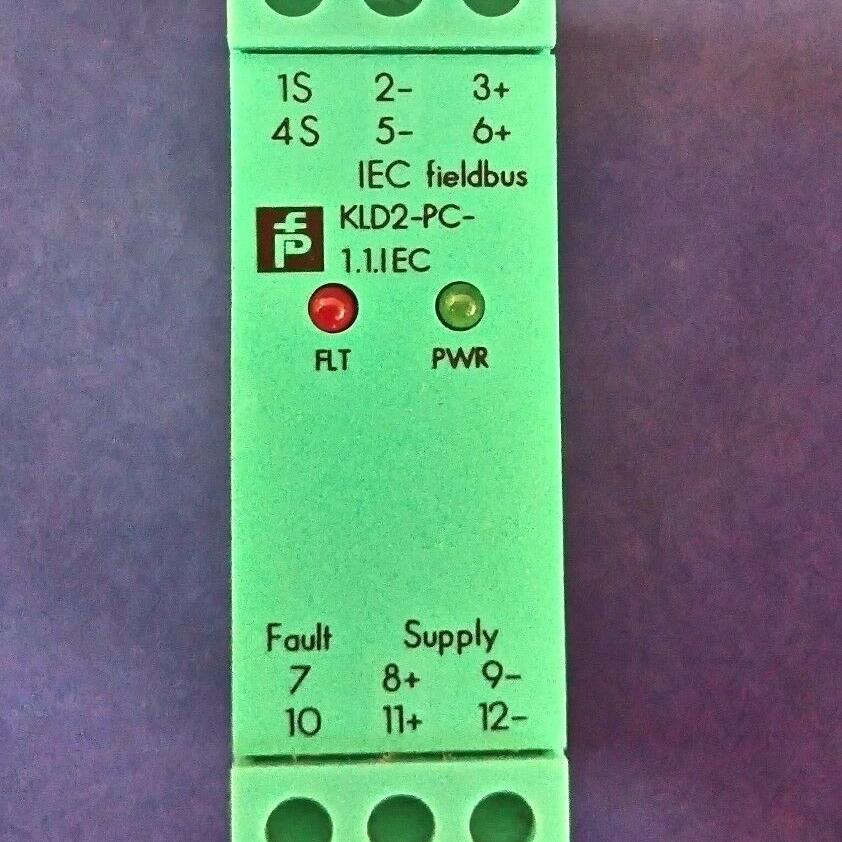 1S 2- 3+
4S 5- 6+
IEC fieldbus
KLD2-PC-
1.1.IEC
FLT PWR
Fault Supply
7 8+ 9-
10 11+ 12-